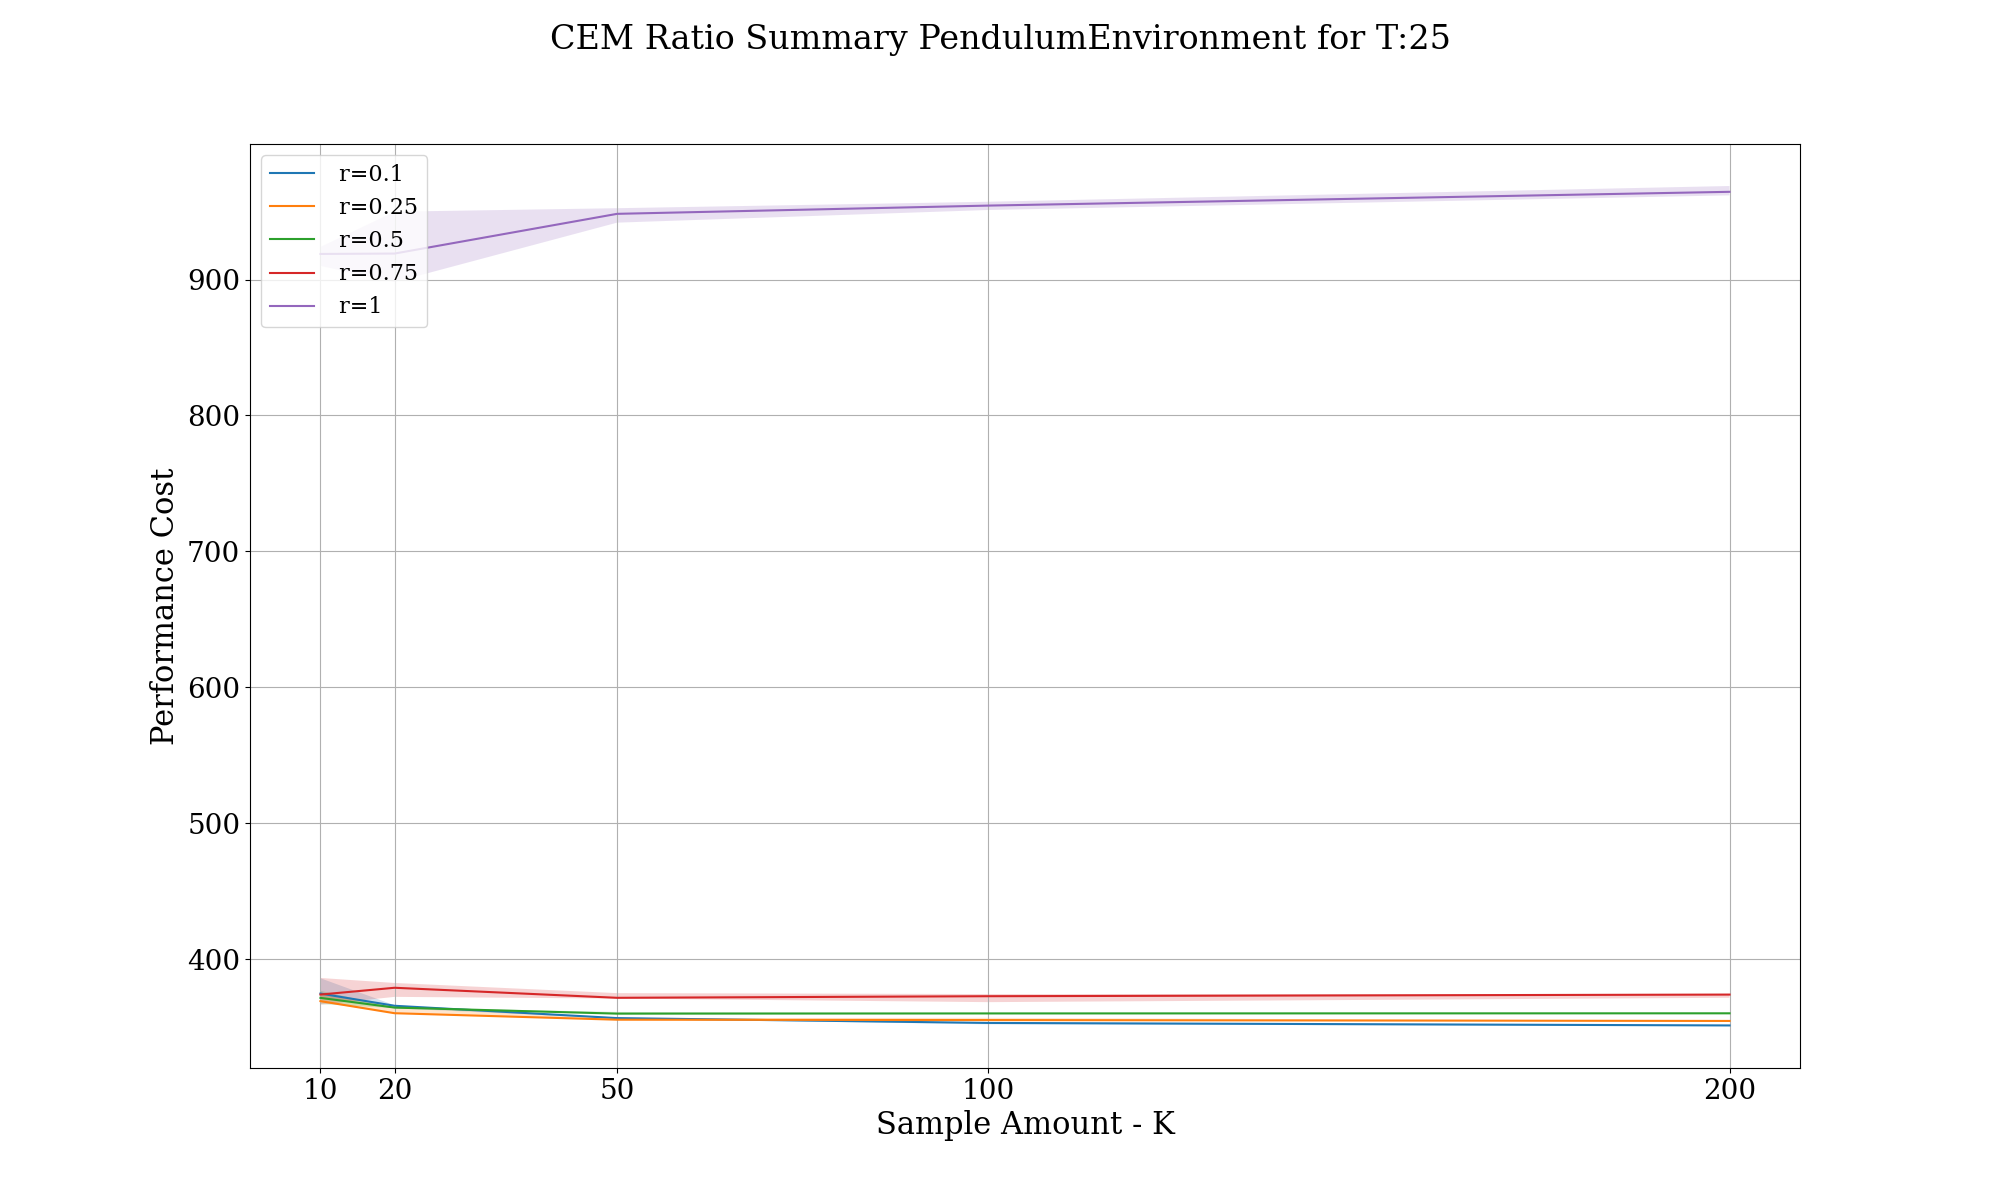 CEM Ratio Summary PendulumEnvironment for T:25
r=0.1
r=0.25
r=0.5
r=0.75
r=1
900
800
700
600
500
400
Performance Cost
10 20 50 100 200
Sample Amount - K